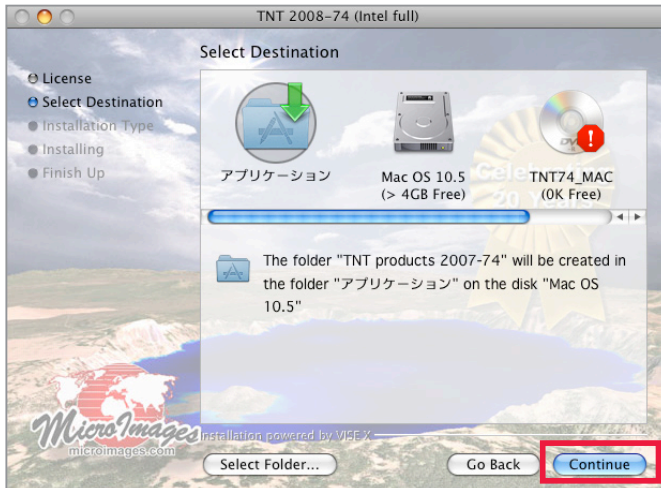 TNT 2008-74 (Intel full)
Select Destination
License
Select Destination
Installation Type
Installing
Finish Up
アプリケーション
Mac OS 10.5
(> 4GB Free)
TNT74_MAC
(0K Free)
Celebrating
20 Years
The folder "TNT products 2007-74" will be created in
the folder "アプリケーション" on the disk "Mac OS
10.5"
MicroImages
microimages.com
Installation powered by VISE X
Select Folder...
Go Back
Continue